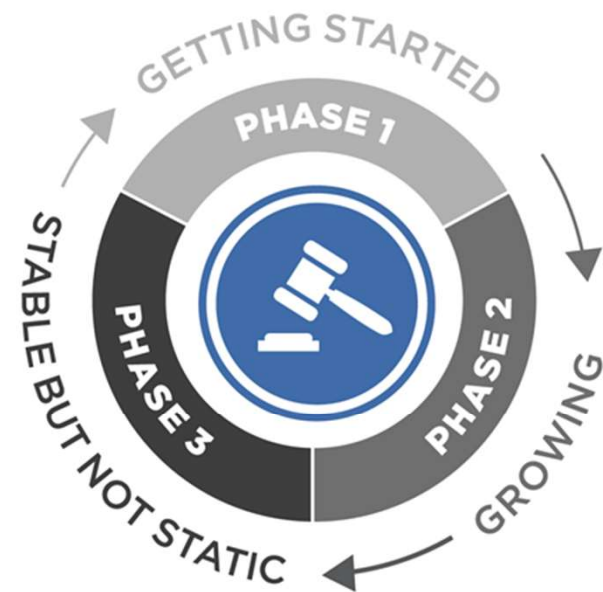 GETTING STARTED
PHASE 1
PHASE 2
GROWING
PHASE 3
STABLE BUT NOT STATIC